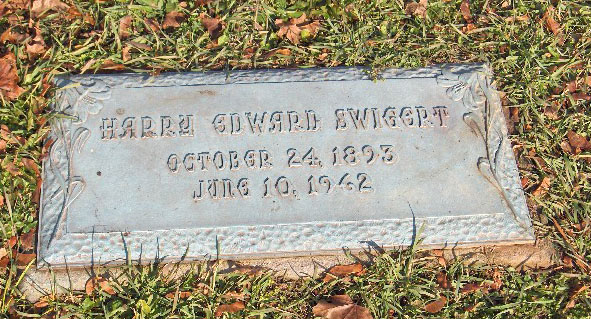 HARRY EDWARD SWIGERT
OCTOBER 24, 1893
JUNE 10, 1962